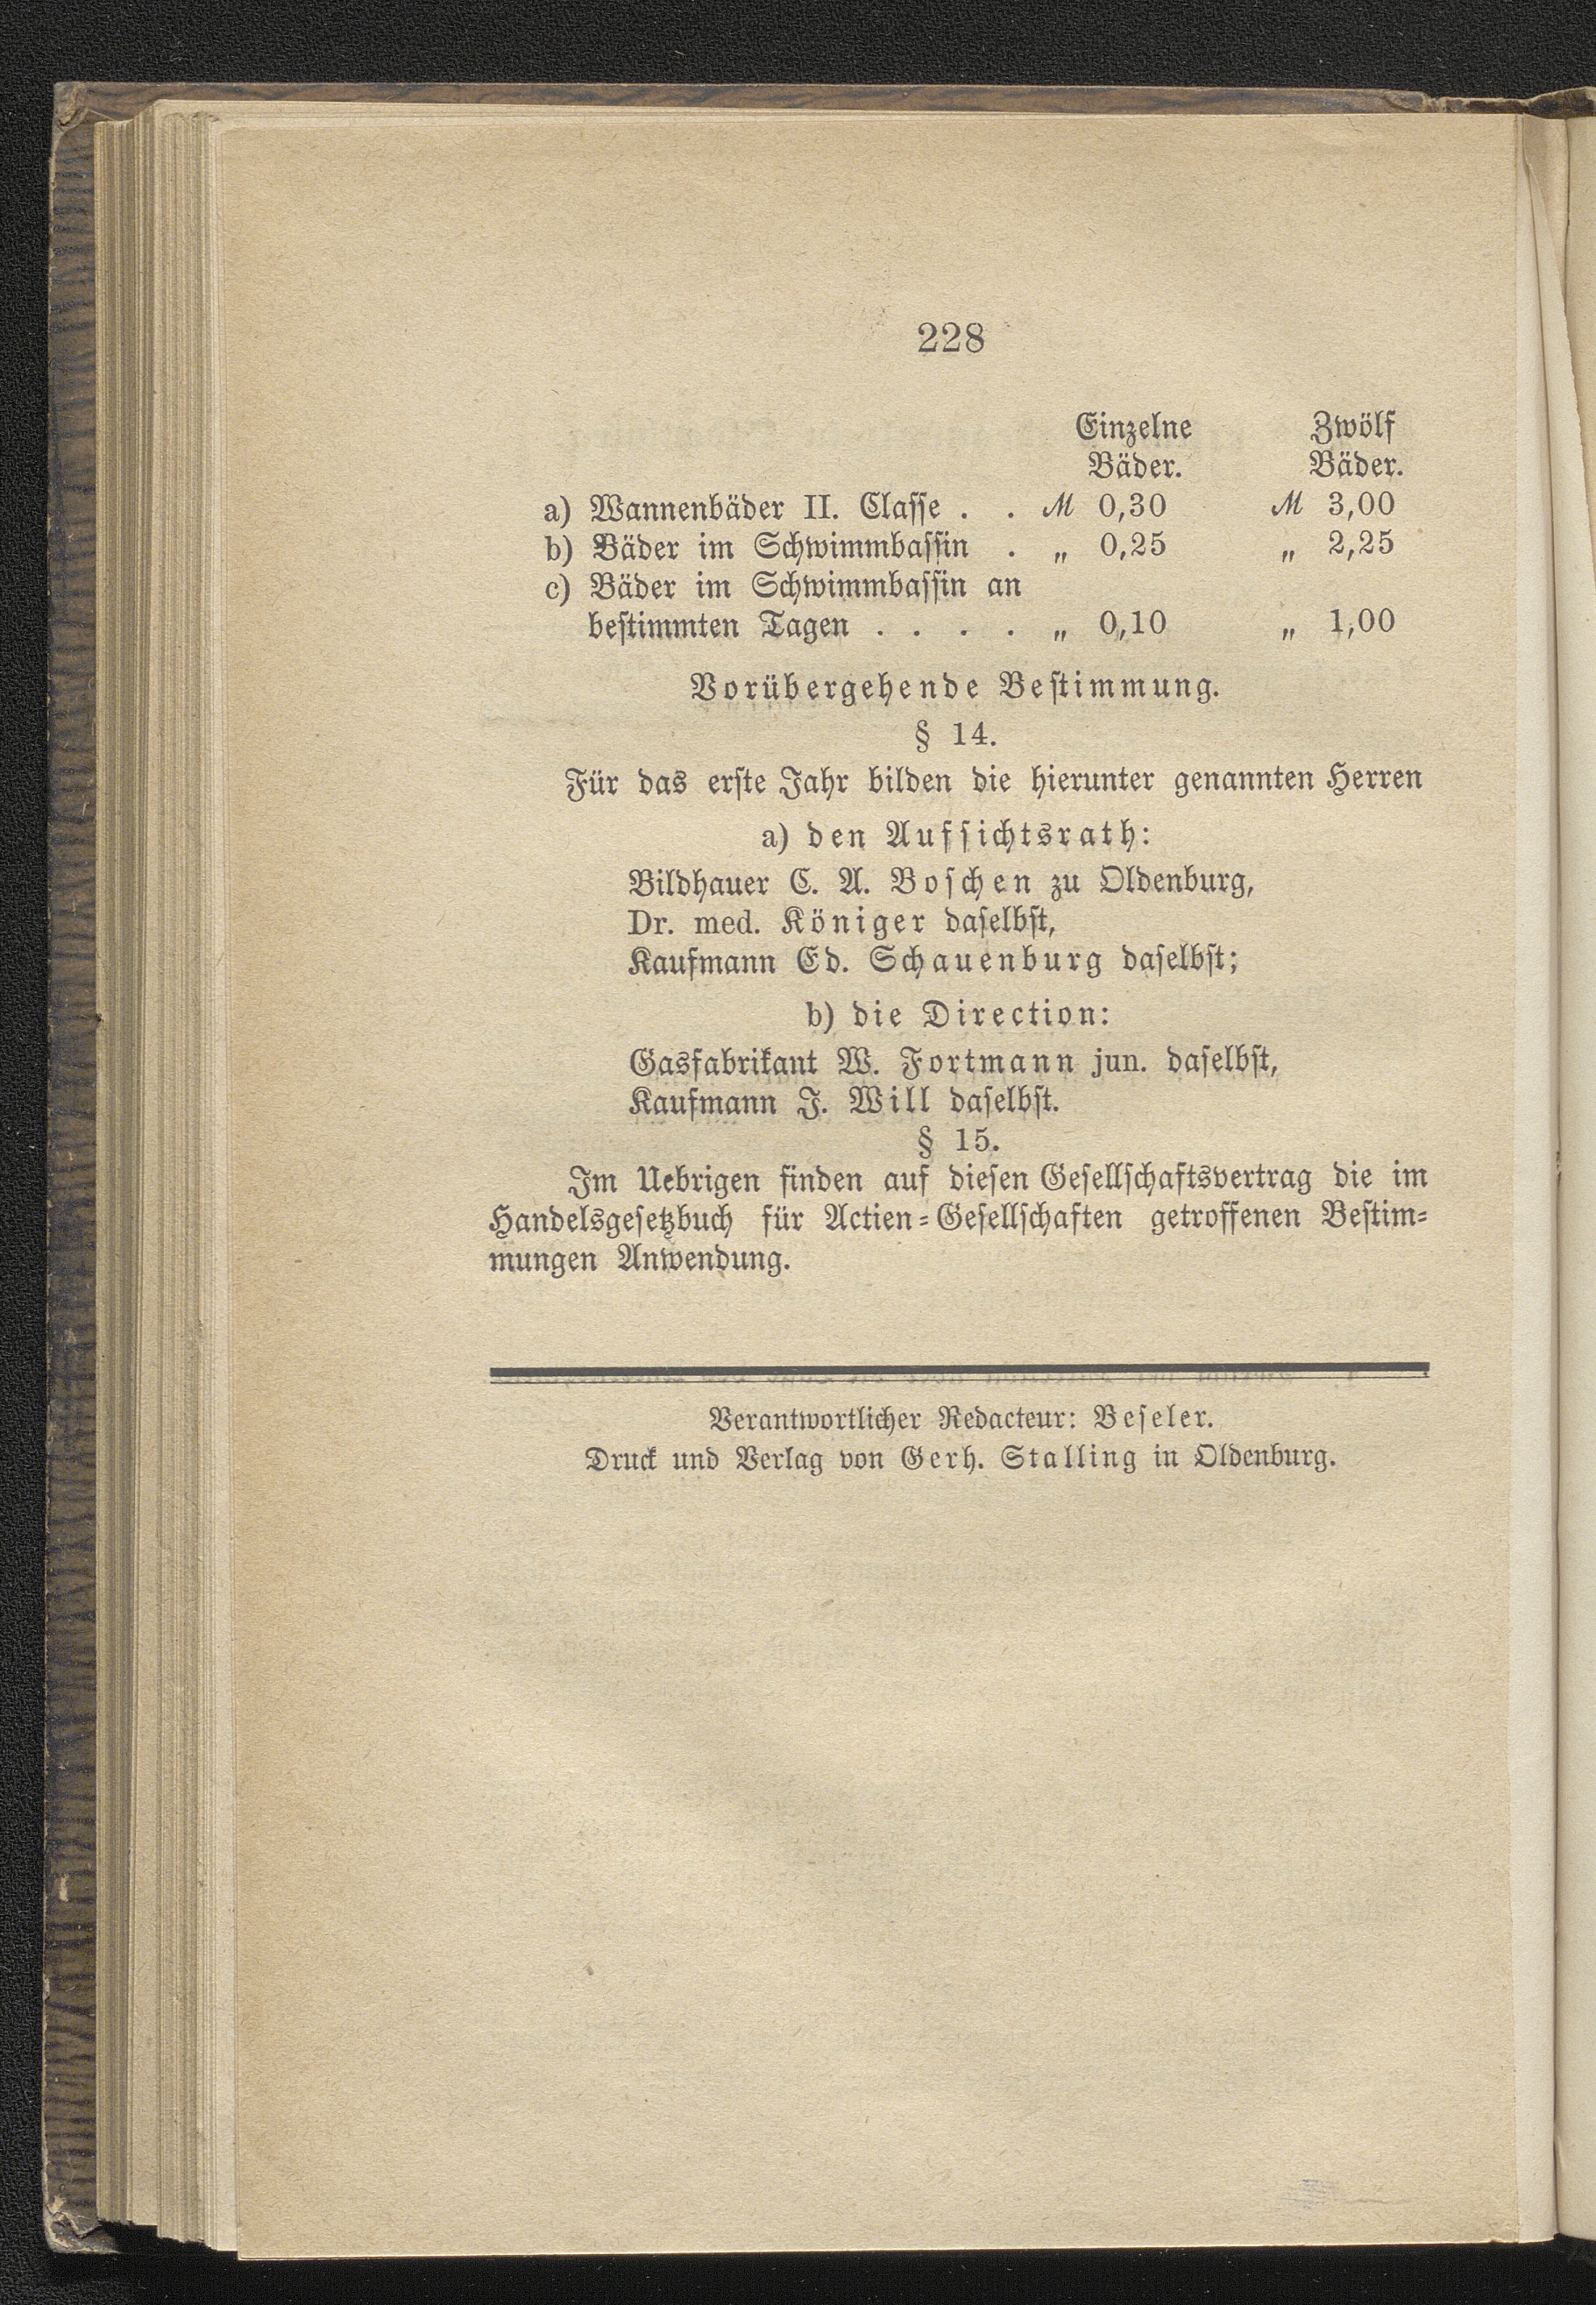 228
Einzelne Zwölf
Bäder. Bäder.
a) Wannenbäder II. Claſſe . . ℳ 0,30 ℳ 3,00
b) Bäder im Schwimmbaſſin . „ 0,25 „ 2,25
c) Bäder im Schwimmbaſſin an
beſtimmten Tagen . . . . „ 0,10 „ 1,00
Vorübergehende Beſtimmung.
§ 14.
Für das erſte Jahr bilden die hierunter genannten Herren
a) den Aufſichtsrath:
Bildhauer C. A. Boſchen zu Oldenburg,
Dr. med. Königer daſelbſt,
Kaufmann Ed. Schauenburg daſelbſt;
b) die Direction:
Gasfabrikant W. Fortmann jun. daſelbſt,
Kaufmann J. Will daſelbſt.
§ 15.
Im Uebrigen finden auf dieſen Geſellſchaftsvertrag die im
Handelsgeſetzbuch für Actien-Geſellſchaften getroffenen Beſtim-
mungen Anwendung.
Verantwortlicher Redacteur: Beſeler.
Druck und Verlag von Gerh. Stalling in Oldenburg.